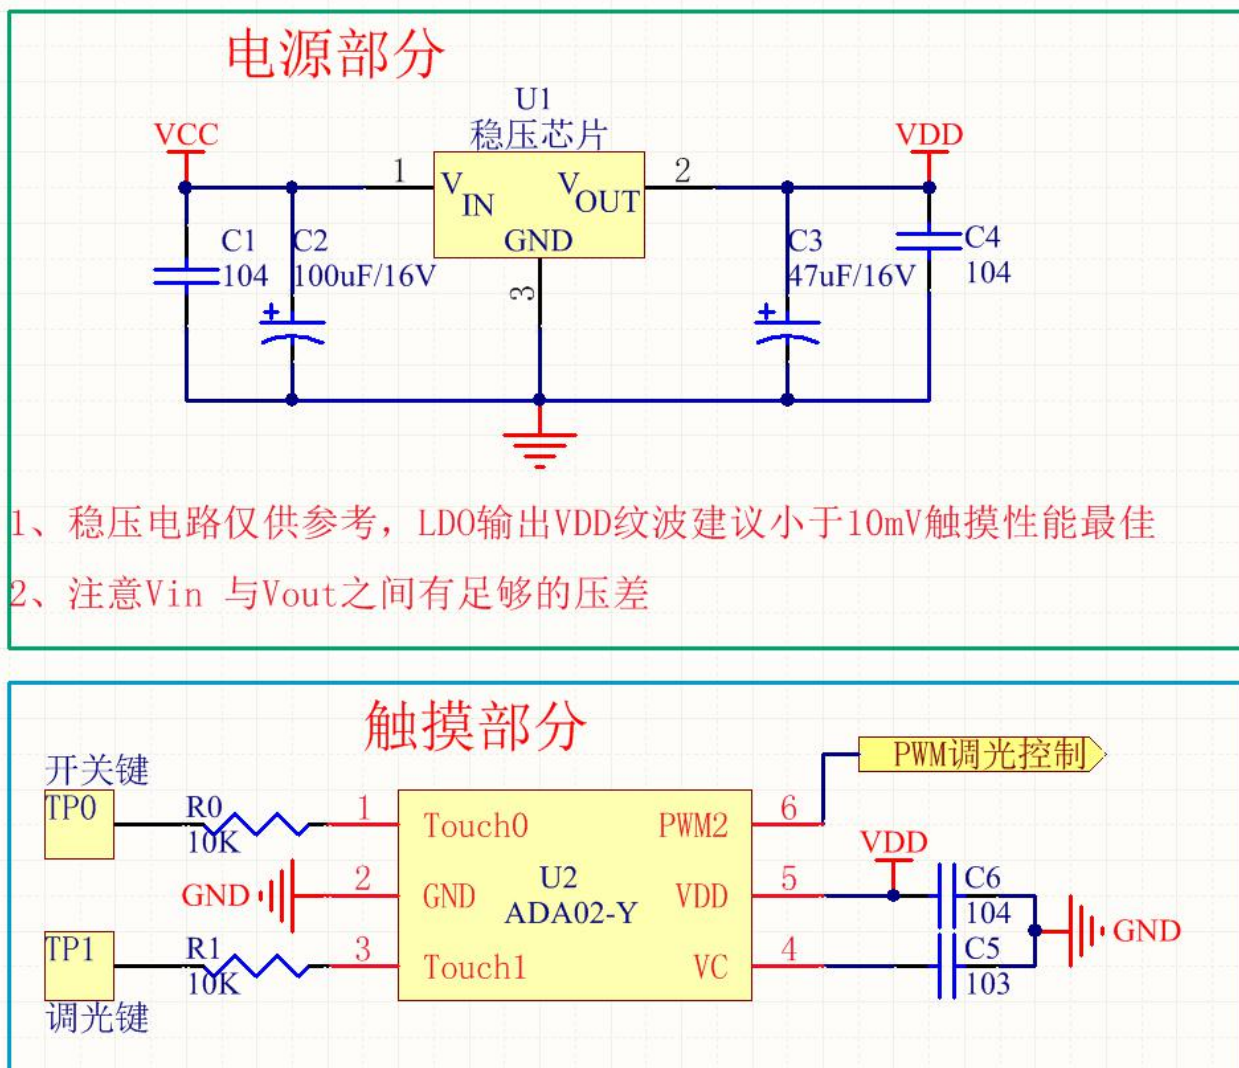 电源部分
U1
稳压芯片
VCC
VDD
1
2
VIN
VOUT
GND
3
C1
104
C2
100uF/16V
C3
47uF/16V
C4
104
1、稳压电路仅供参考，LDO输出VDD纹波建议小于10mV触摸性能最佳
2、注意Vin 与Vout之间有足够的压差
触摸部分
开关键
TP0
R0
10K
1
Touch0
PWM2
6
PWM调光控制
GND
2
GND
U2
ADA02-Y
VDD
5
VDD
C6
104
GND
TP1
R1
10K
3
Touch1
VC
4
C5
103
调光键